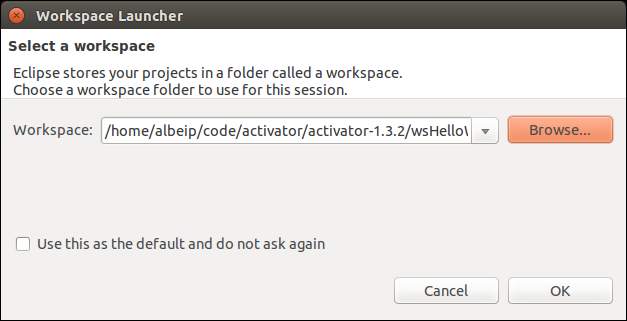 Workspace Launcher
Select a workspace
Eclipse stores your projects in a folder called a workspace.
Choose a workspace folder to use for this session.
Workspace: /home/albeip/code/activator/activator-1.3.2/wsHello Browse...
Use this as the default and do not ask again
Cancel OK